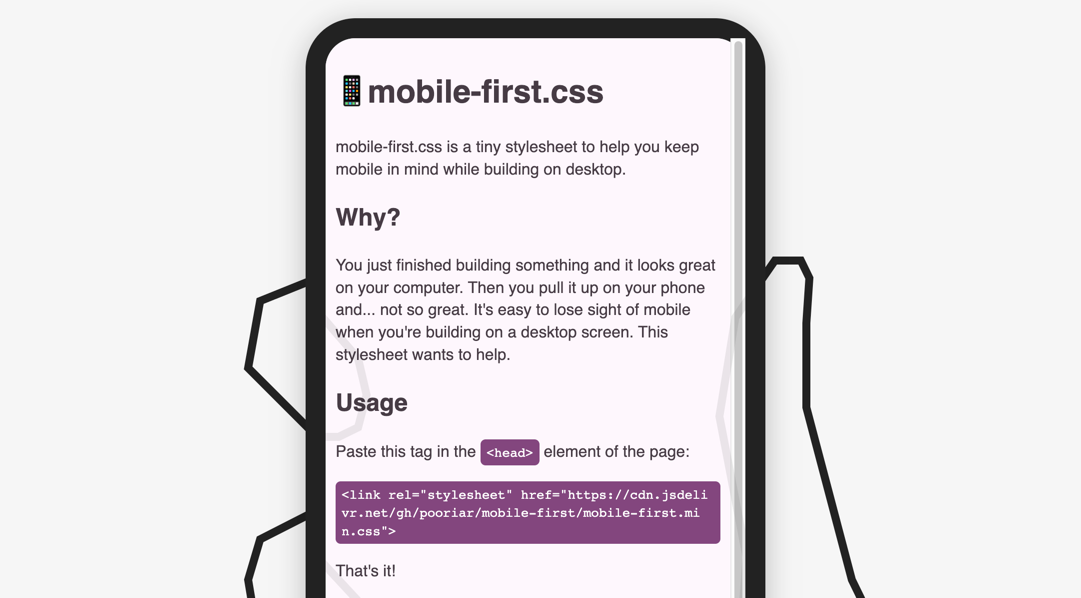 mobile-first.css
mobile-first.css is a tiny stylesheet to help you keep
mobile in mind while building on desktop.
Why?
You just finished building something and it looks great
on your computer. Then you pull it up on your phone
and... not so great. It's easy to lose sight of mobile
when you're building on a desktop screen. This
stylesheet wants to help.
Usage
Paste this tag in the <head> element of the page:
<link rel="stylesheet" href="https://cdn.jsdeli
vr.net/gh/pooriar/mobile-first/mobile-first.mi
n.css">
That's it!